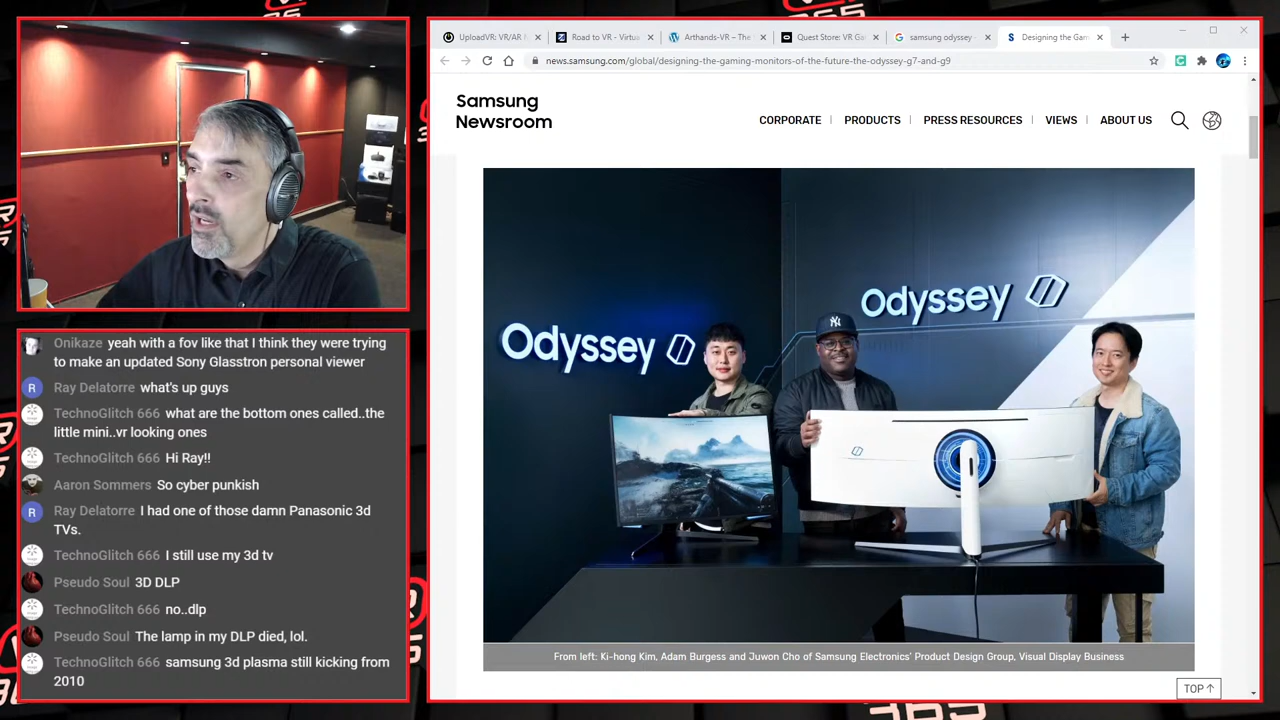 UploadVR: VR/AR N
Road to VR - Virtua
Arthands-VR – The
Quest Store: VR Ga
samsung odyssey
Designing the Gam
news.samsung.com/global/designing-the-gaming-monitors-of-the-future-the-odyssey-g7-and-g9
Samsung
Newsroom
CORPORATE
PRODUCTS
PRESS RESOURCES
VIEWS
ABOUT US
Odyssey
Odyssey
From left: Ki-hong Kim, Adam Burgess and Juwon Cho of Samsung Electronics' Product Design Group, Visual Display Business
TOP ↑
Onikaze yeah with a fov like that I think they were trying
to make an updated Sony Glasstron personal viewer
R Ray Delatorre what's up guys
TechnoGlitch 666 what are the bottom ones called..the
little mini..vr looking ones
TechnoGlitch 666 Hi Ray!!
Aaron Sommers So cyber punkish
R Ray Delatorre I had one of those damn Panasonic 3d
TVs.
TechnoGlitch 666 I still use my 3d tv
Pseudo Soul 3D DLP
TechnoGlitch 666 no..dlp
Pseudo Soul The lamp in my DLP died, lol.
TechnoGlitch 666 samsung 3d plasma still kicking from
2010
365